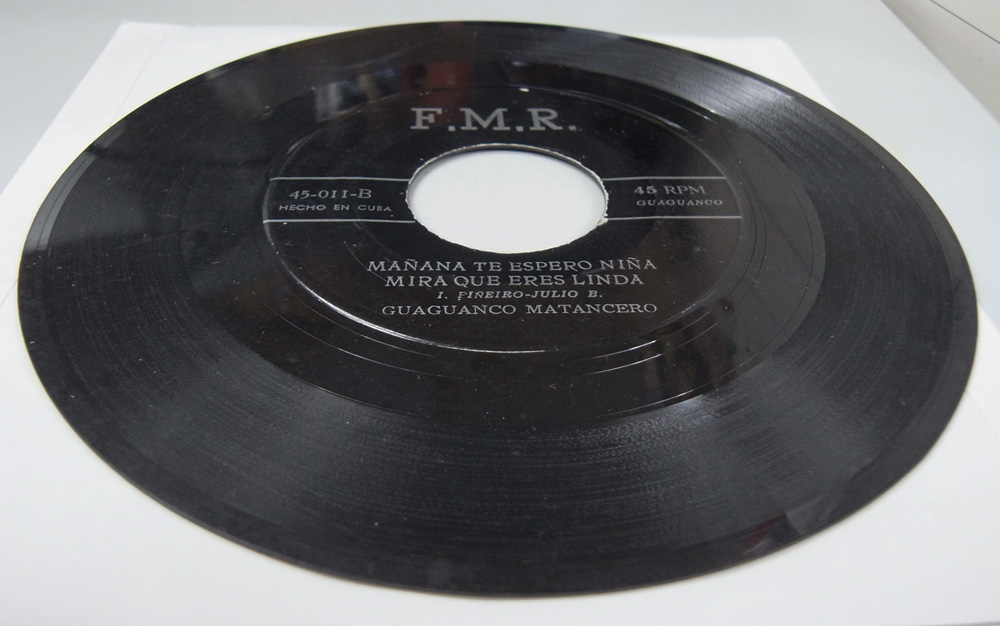 F.M.R.
45-011-B
HECHO EN CUBA
45 RPM
GUAGUANCO
MAÑANA TE ESPERO NIÑA
MIRA QUE ERES LINDA
I. PIÑEIRO-JULIO B.
GUAGUANCO MATANCERO